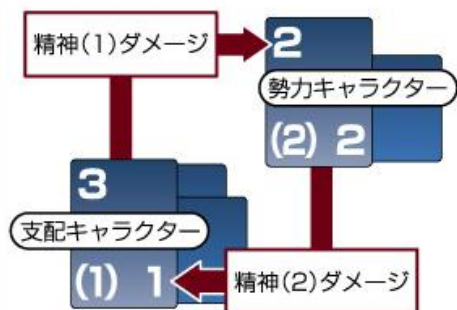 精神(1)ダメージ
2
勢力キャラクター
(2) 2
3
支配キャラクター
(1) 1
精神(2)ダメージ